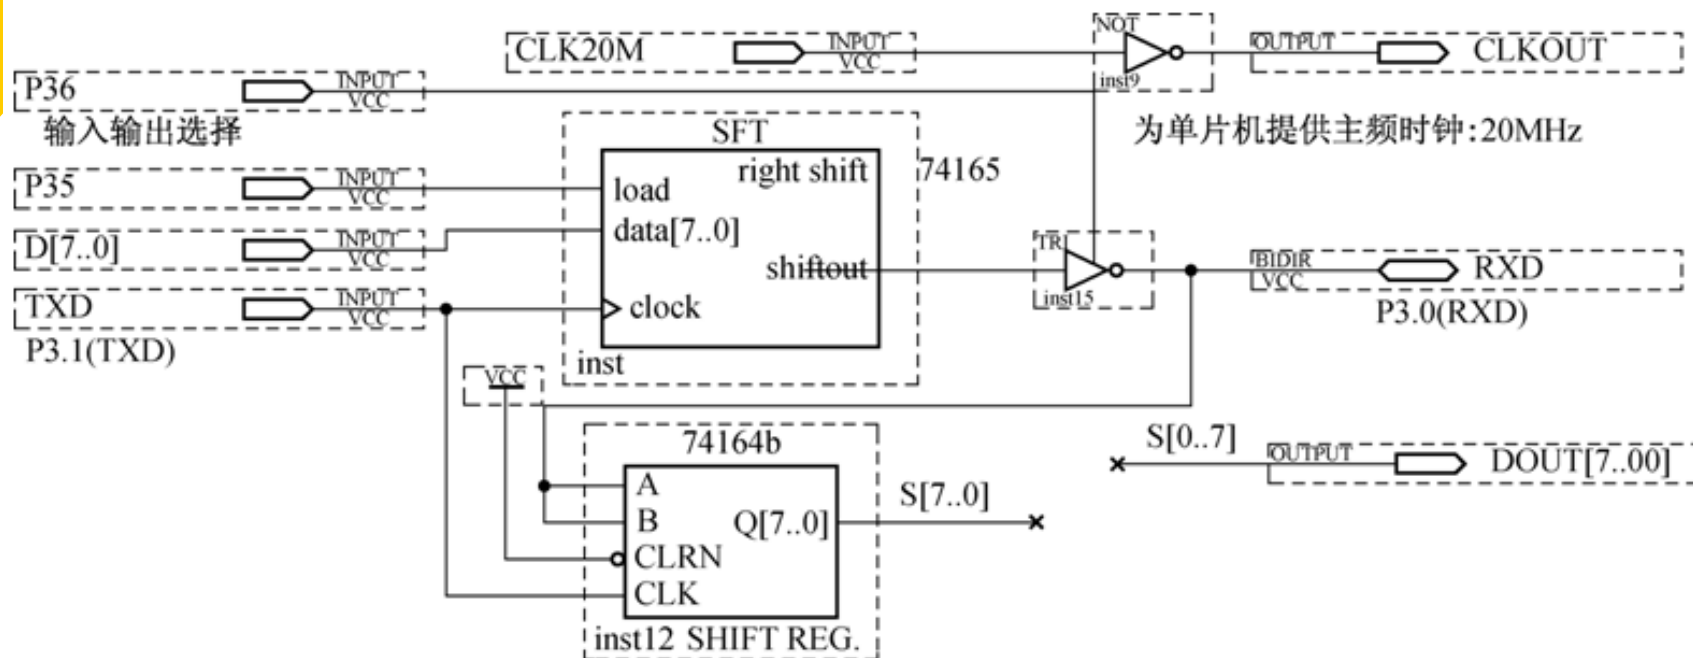 CLK20M
INPUT
VCC
NOT
inst9
OUTPUT
CLKOUT
P36
INPUT
VCC
输入输出选择
为单片机提供主频时钟:20MHz
SFT
74165
right shift
load
data[7..0]
shiftout
clock
inst
P35
INPUT
VCC
D[7..0]
INPUT
VCC
TXD
INPUT
VCC
P3.1(TXD)
TR
inst15
BIDIR
VCC
RXD
P3.0(RXD)
VCC
74164b
A
B
CLRN
CLK
Q[7..0]
inst12 SHIFT REG.
S[7..0]
S[0..7]
OUTPUT
DOUT[7..00]